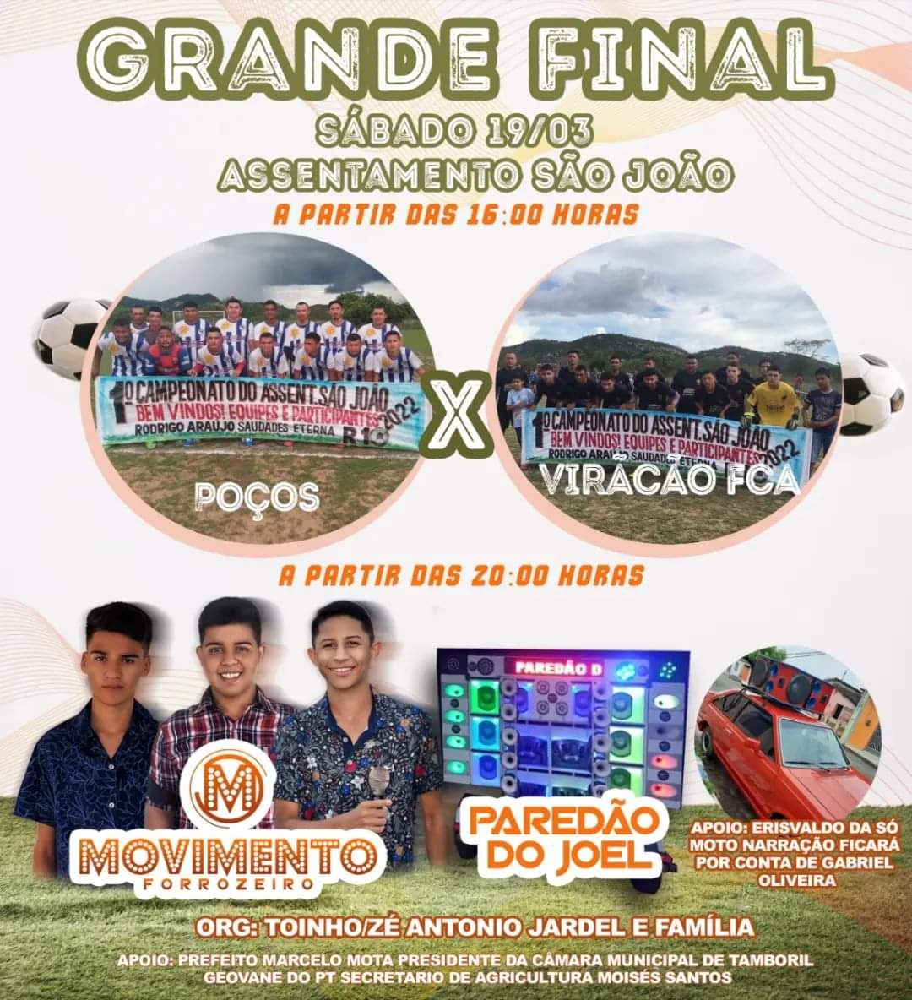 GRANDE FINAL
SÁBADO 19/03
ASSENTAMENTO SÃO JOÃO
A PARTIR DAS 16:00 HORAS
1º CAMPEONATO DO ASSENT. SÃO JOÃO
BEM VINDOS! EQUIPES E PARTICIPANTES 2022
RODRIGO ARAÚJO SAUDADES ETERNA R10
POÇOS
X
1º CAMPEONATO DO ASSENT. SÃO JOÃO
BEM VINDOS! EQUIPES E PARTICIPANTES 2022
RODRIGO ARAÚJO SAUDADES ETERNA
VIRÃCÃO FCA
A PARTIR DAS 20:00 HORAS
M
MOVIMENTO
FORROZEIRO
PAREDÃO D
PAREDÃO
DO JOEL
APOIO: ERISVALDO DA SÓ
MOTO NARRAÇÃO FICARÁ
POR CONTA DE GABRIEL
OLIVEIRA
ORG: TOINHO/ZÉ ANTONIO JARDEL E FAMÍLIA
APOIO: PREFEITO MARCELO MOTA PRESIDENTE DA CÂMARA MUNICIPAL DE TAMBORIL
GEOVANE DO PT SECRETARIO DE AGRICULTURA MOISÉS SANTOS